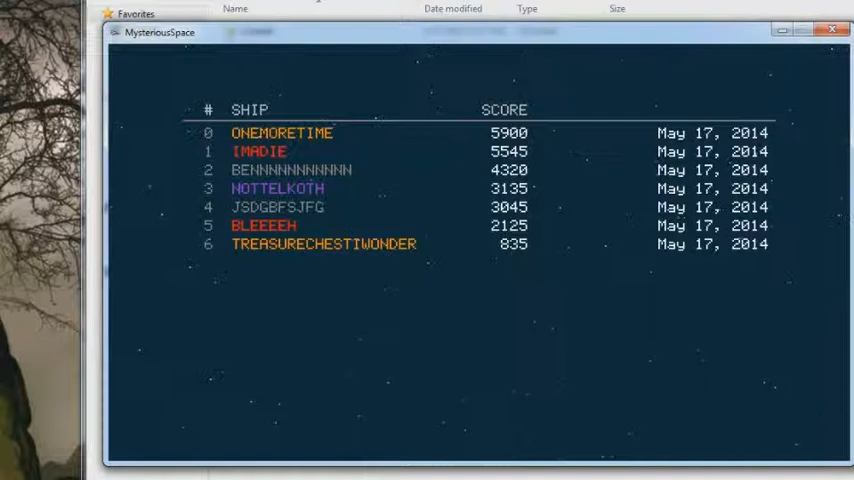 Favorites Name Date modified Type Size
MysteriousSpace
# SHIP SCORE
0 ONEMORETIME 5900 May 17, 2014
1 IMADIE 5545 May 17, 2014
2 BENNNNNNNNNNN 4320 May 17, 2014
3 NOTTELKOTH 3135 May 17, 2014
4 JSDGBFSJFG 3045 May 17, 2014
5 BLEEEEH 2125 May 17, 2014
6 TREASURECHESTIWONDER 835 May 17, 2014